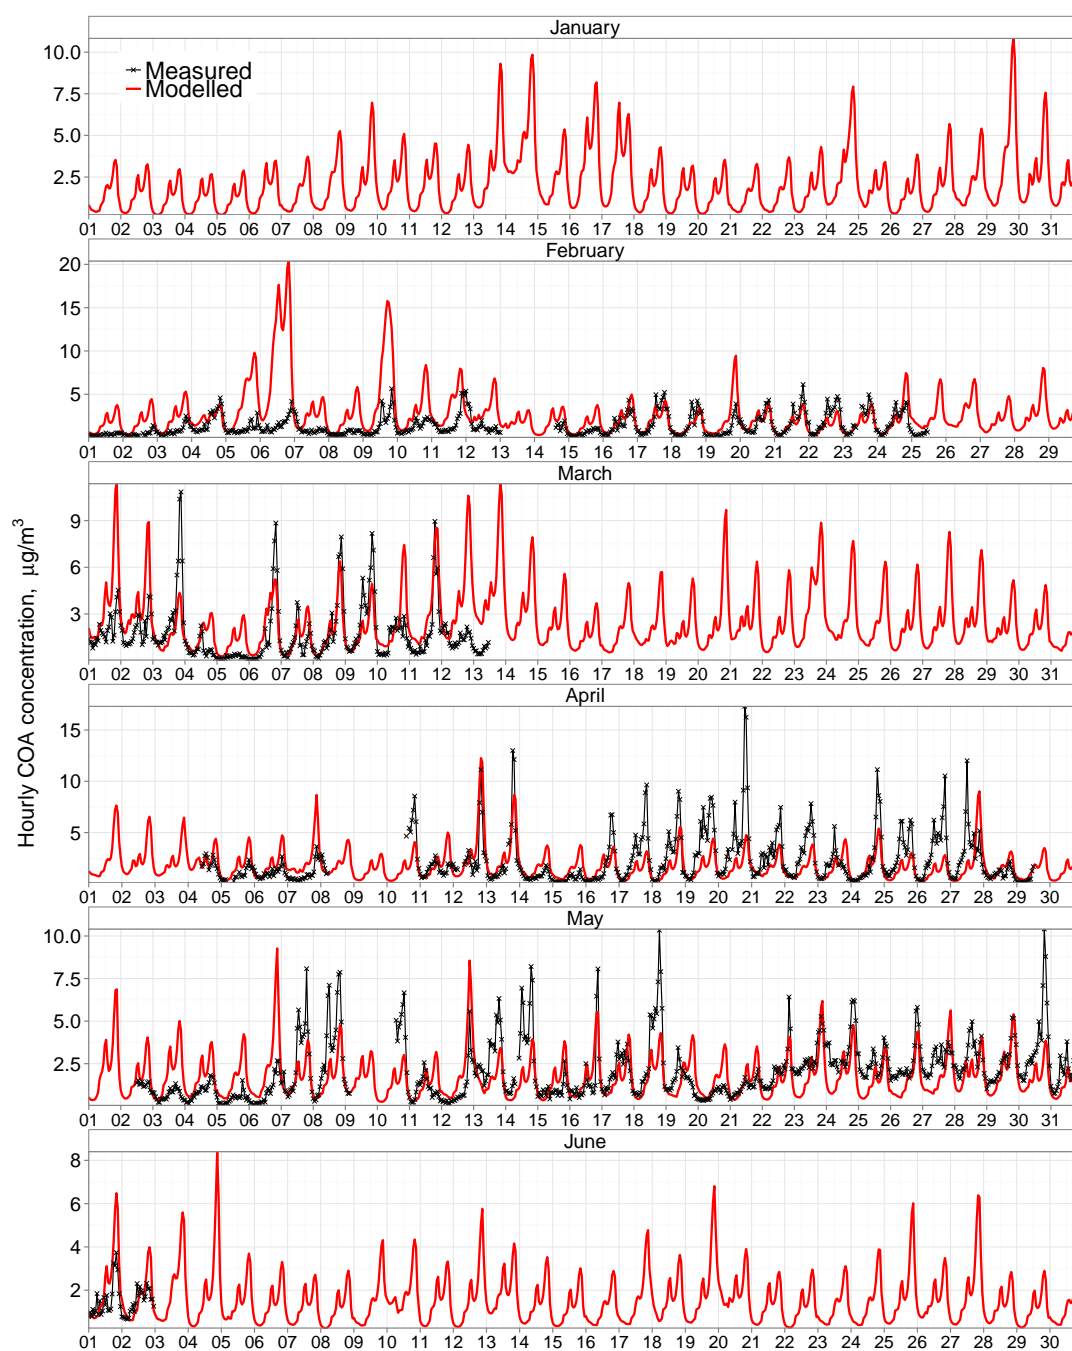 January
10.0
7.5
5.0
2.5
Measured
Modelled
01 02 03 04 05 06 07 08 09 10 11 12 13 14 15 16 17 18 19 20 21 22 23 24 25 26 27 28 29 30 31
February
20
15
10
5
01 02 03 04 05 06 07 08 09 10 11 12 13 14 15 16 17 18 19 20 21 22 23 24 25 26 27 28 29
March
9
6
3
01 02 03 04 05 06 07 08 09 10 11 12 13 14 15 16 17 18 19 20 21 22 23 24 25 26 27 28 29 30 31
Hourly COA concentration, μg/m³
April
15
10
5
01 02 03 04 05 06 07 08 09 10 11 12 13 14 15 16 17 18 19 20 21 22 23 24 25 26 27 28 29 30
May
10.0
7.5
5.0
2.5
01 02 03 04 05 06 07 08 09 10 11 12 13 14 15 16 17 18 19 20 21 22 23 24 25 26 27 28 29 30 31
June
8
6
4
2
01 02 03 04 05 06 07 08 09 10 11 12 13 14 15 16 17 18 19 20 21 22 23 24 25 26 27 28 29 30